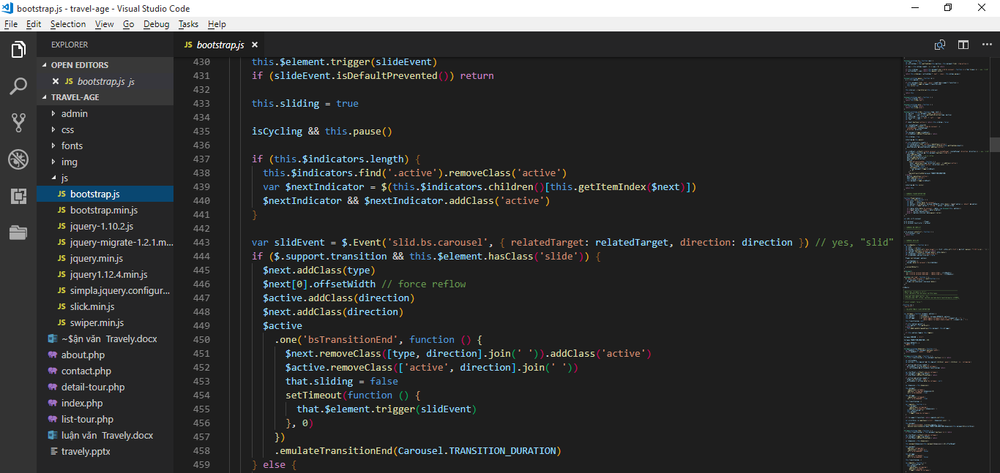 bootstrap.js - travel-age - Visual Studio Code
File Edit Selection View Go Debug Tasks Help
EXPLORER
OPEN EDITORS
JS bootstrap.js js
TRAVEL-AGE
admin
css
fonts
img
js
JS bootstrap.js
JS bootstrap.min.js
JS jquery-1.10.2.js
JS jquery-migrate-1.2.1.m...
JS jquery.min.js
JS jquery1.12.4.min.js
JS simpla.jquery.configur...
JS slick.min.js
JS swiper.min.js
~$ận văn  Travely.docx
about.php
contact.php
detail-tour.php
index.php
list-tour.php
luận văn  Travely.docx
travely.pptx
JS bootstrap.js
430 this.$element.trigger(slideEvent)
431 if (slideEvent.isDefaultPrevented()) return
432
433 this.sliding = true
434
435 isCycling && this.pause()
436
437 if (this.$indicators.length) {
438 this.$indicators.find('.active').removeClass('active')
439 var $nextIndicator = $(this.$indicators.children()[this.getItemIndex($next)])
440 $nextIndicator && $nextIndicator.addClass('active')
441 }
442
443 var slidEvent = $.Event('slid.bs.carousel', { relatedTarget: relatedTarget, direction: direction }) // yes, "slid"
444 if ($.support.transition && this.$element.hasClass('slide')) {
445 $next.addClass(type)
446 $next[0].offsetWidth // force reflow
447 $active.addClass(direction)
448 $next.addClass(direction)
449 $active
450 .one('bsTransitionEnd', function () {
451 $next.removeClass([type, direction].join(' ')).addClass('active')
452 $active.removeClass(['active', direction].join(' '))
453 that.sliding = false
454 setTimeout(function () {
455 that.$element.trigger(slidEvent)
456 }, 0)
457 })
458 .emulateTransitionEnd(Carousel.TRANSITION_DURATION)
459 } else {